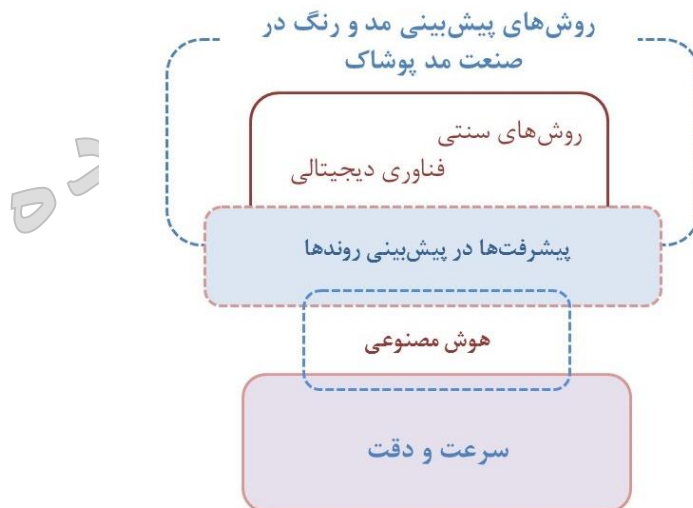 روش‌های پیش‌بینی مد و رنگ در
صنعت مد پوشاک
روش‌های سنتی
فناوری دیجیتالی
پیشرفت‌ها در پیش‌بینی روندها
هوش مصنوعی
سرعت و دقت